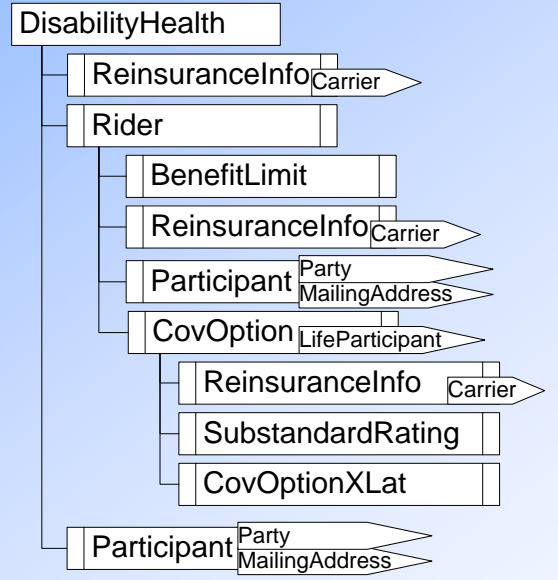 DisabilityHealth
ReinsuranceInfo
Carrier
Rider
BenefitLimit
ReinsuranceInfo
Carrier
Participant
Party
MailingAddress
CovOption
LifeParticipant
ReinsuranceInfo
Carrier
SubstandardRating
CovOptionXLat
Participant
Party
MailingAddress